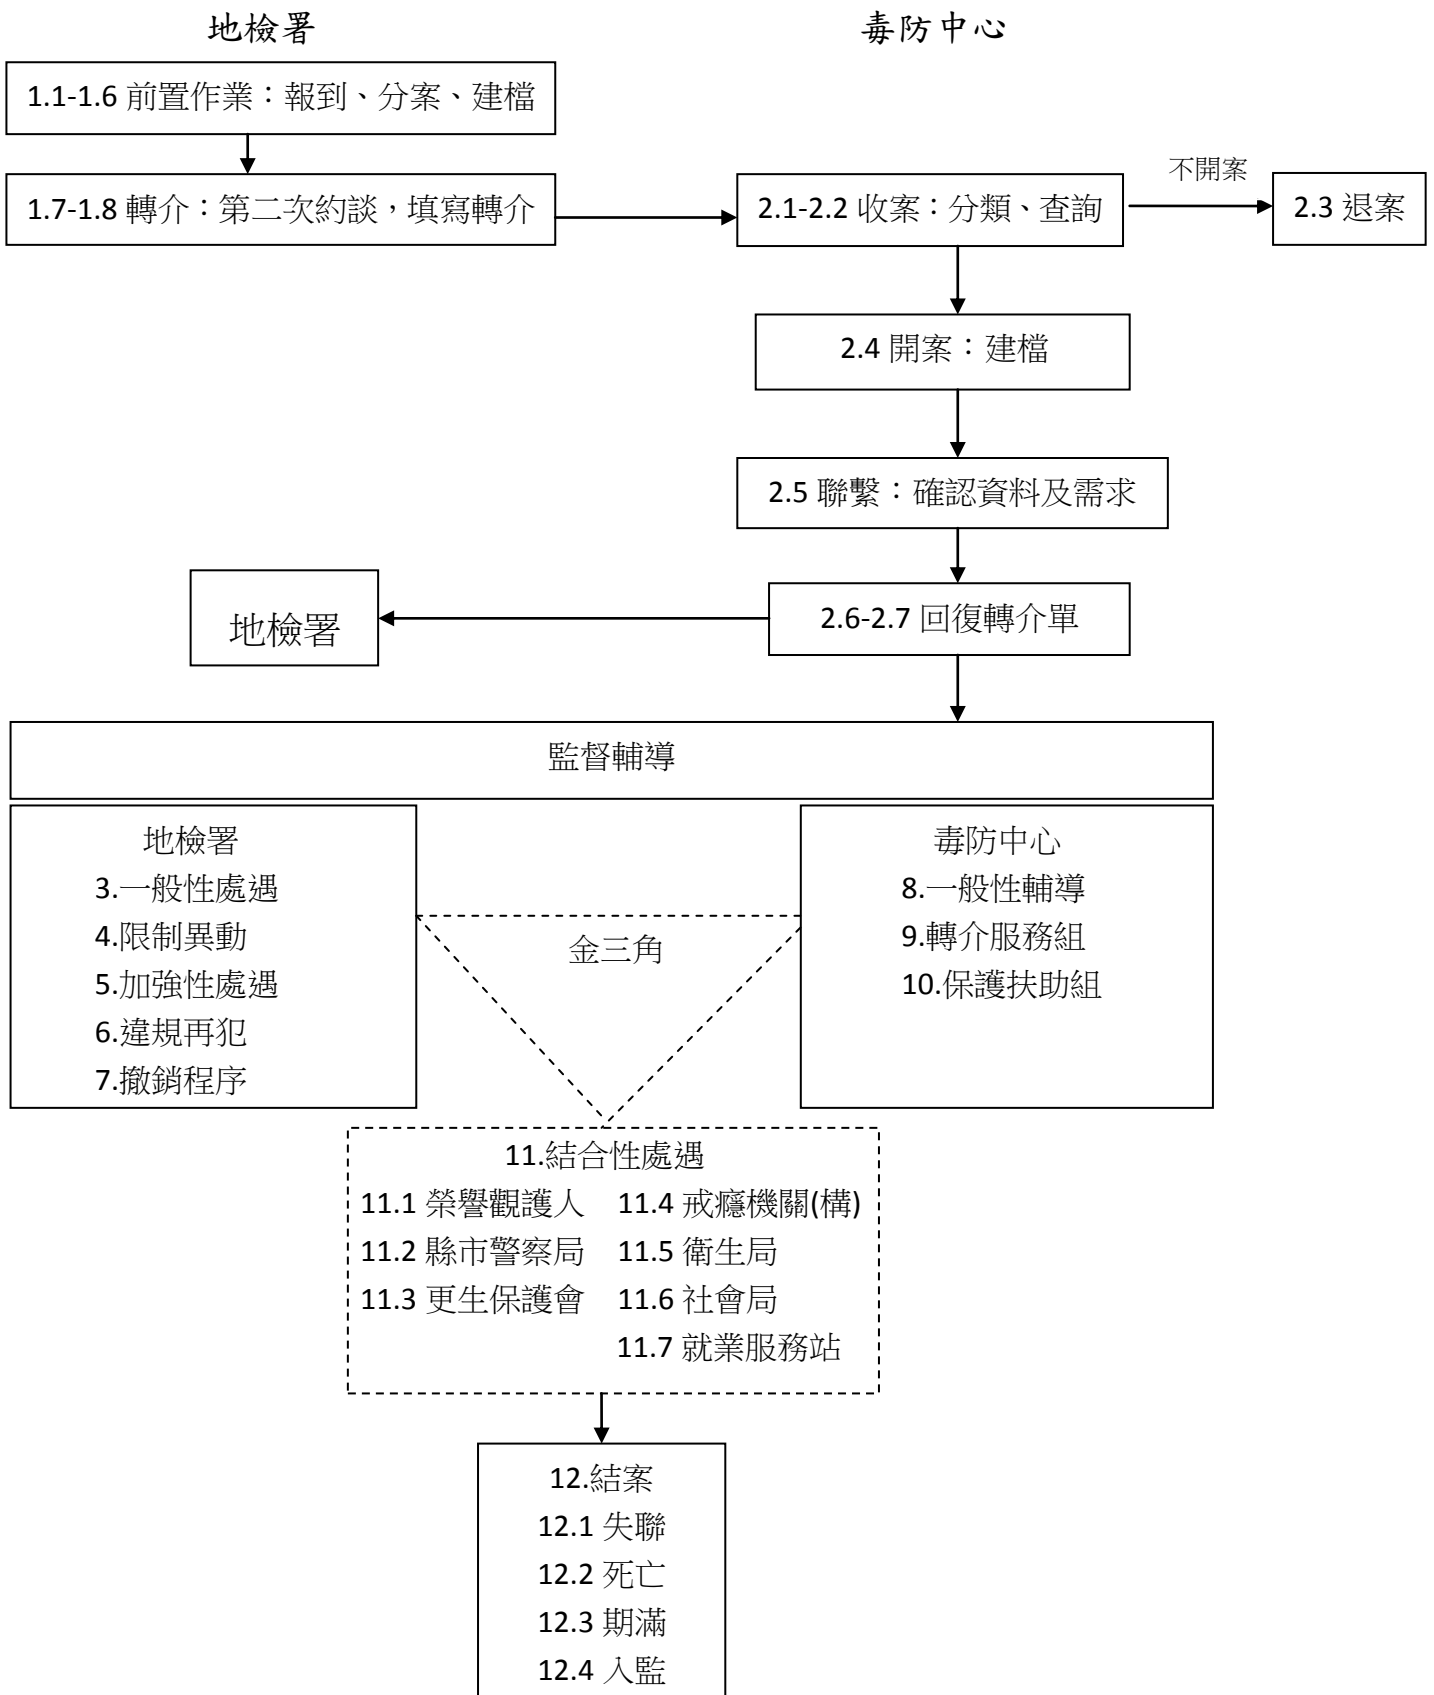 地檢署
毒防中心
1.1-1.6 前置作業：報到、分案、建檔
1.7-1.8 轉介：第二次約談，填寫轉介
2.1-2.2 收案：分類、查詢
不開案
2.3 退案
2.4 開案：建檔
2.5 聯繫：確認資料及需求
2.6-2.7 回復轉介單
地檢署
監督輔導
地檢署
3.一般性處遇
4.限制異動
5.加強性處遇
6.違規再犯
7.撤銷程序
金三角
毒防中心
8.一般性輔導
9.轉介服務組
10.保護扶助組
11.結合性處遇
11.1 榮譽觀護人
11.2 縣市警察局
11.3 更生保護會
11.4 戒癮機關(構)
11.5 衛生局
11.6 社會局
11.7 就業服務站
12.結案
12.1 失聯
12.2 死亡
12.3 期滿
12.4 入監